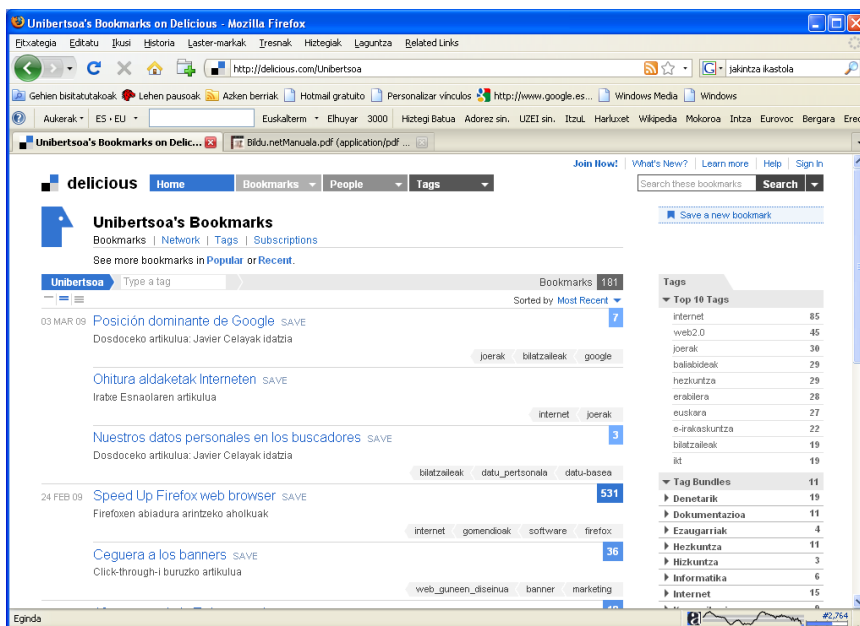 Unibertsoa's Bookmarks on Delicious - Mozilla Firefox
Fitxategia Editatu Ikusi Historia Laster-markak Tresnak Hiztegiak Laguntza Related Links
http://delicious.com/Unibertsoa
G jakintza ikastola
Gehien bisitatutakoak Lehen pausoak Azken berriak Hotmail gratuito Personalizar vínculos http://www.google.es... Windows Media Windows
Aukerak ES › EU Euskalterm Elhuyar 3000 Hiztegi Batua Adorez sin. UZEI sin. ItzuL Harluxet Wikipedia Mokoroa Intza Eurovoc Bergara Ered
Unibertsoa's Bookmarks on Delic... Bildu.netManuala.pdf (application/pdf ...
Join Now! What's New? | Learn more | Help | Sign In
delicious Home Bookmarks People Tags Search these bookmarks Search
Unibertsoa's Bookmarks
Save a new bookmark
Bookmarks | Network | Tags | Subscriptions
See more bookmarks in Popular or Recent.
Unibertsoa Type a tag Bookmarks 181
Sorted by Most Recent
03 MAR 09 Posición dominante de Google SAVE 7
Dosdoceko artikulua: Javier Celayak idatzia
joerak bilatzaileak google
Ohitura aldaketak Interneten SAVE
Iratxe Esnaolaren artikulua
internet joerak
Nuestros datos personales en los buscadores SAVE 3
Dosdoceko artikulua: Javier Celayak idatzia
bilatzaileak datu_pertsonala datu-basea
24 FEB 09 Speed Up Firefox web browser SAVE 531
Firefoxen abiadura arintzeko aholkuak
internet gomendioak software firefox
Ceguera a los banners SAVE 36
Click-through-i buruzko artikulua
web_guneen_diseinua banner marketing
Tags
Top 10 Tags
internet 85
web2.0 45
joerak 30
baliabideak 29
hezkuntza 29
erabilera 28
euskara 27
e-irakaskuntza 22
bilatzaileak 19
ikt 19
Tag Bundles 11
Denetarik 19
Dokumentazioa 11
Ezaugarriak 4
Hezkuntza 11
Hizkuntza 3
Informatika 6
Internet 15
Eginda
a #2,764